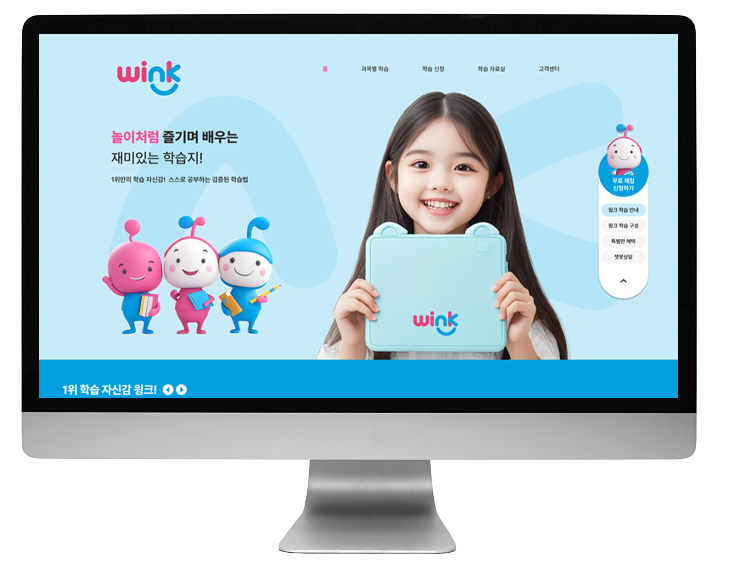 wink
홈 과목별 학습 학습 신청 학습 자료실 고객센터
놀이처럼 즐기며 배우는
재미있는 학습지!
1위만의 학습 자신감! 스스로 공부하는 검증된 학습법
wink
무료 체험
신청하기
윙크 학습 안내
윙크 학습 구성
특별한 혜택
챗봇상담
1위 학습 자신감 윙크!